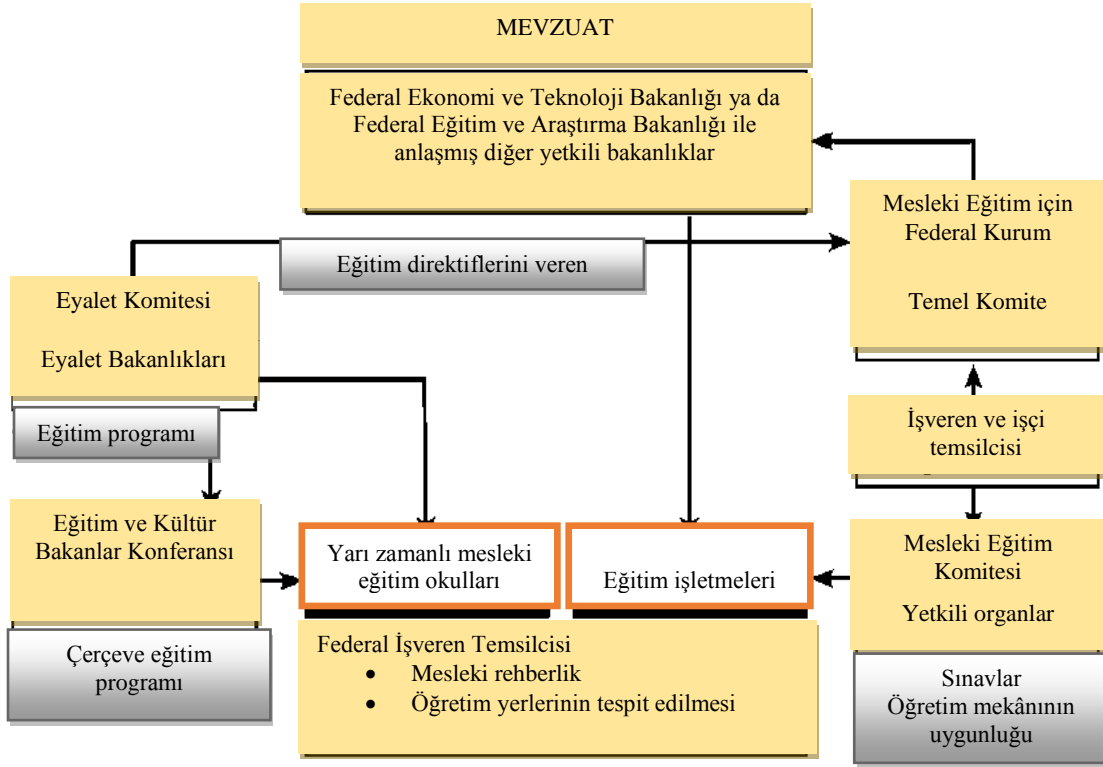 MEVZUAT
Federal Ekonomi ve Teknoloji Bakanlığı ya da
Federal Eğitim ve Araştırma Bakanlığı ile
anlaşmış diğer yetkili bakanlıklar
Mesleki Eğitim için
Federal Kurum
Temel Komite
Eğitim direktiflerini veren
Eyalet Komitesi
Eyalet Bakanlıkları
Eğitim programı
İşveren ve işçi
temsilcisi
Eğitim ve Kültür
Bakanlar Konferansı
Yarı zamanlı mesleki
eğitim okulları
Eğitim işletmeleri
Mesleki Eğitim
Komitesi
Yetkili organlar
Çerçeve eğitim
programı
Federal İşveren Temsilcisi
• Mesleki rehberlik
• Öğretim yerlerinin tespit edilmesi
Sınavlar
Öğretim mekânının
uygunluğu